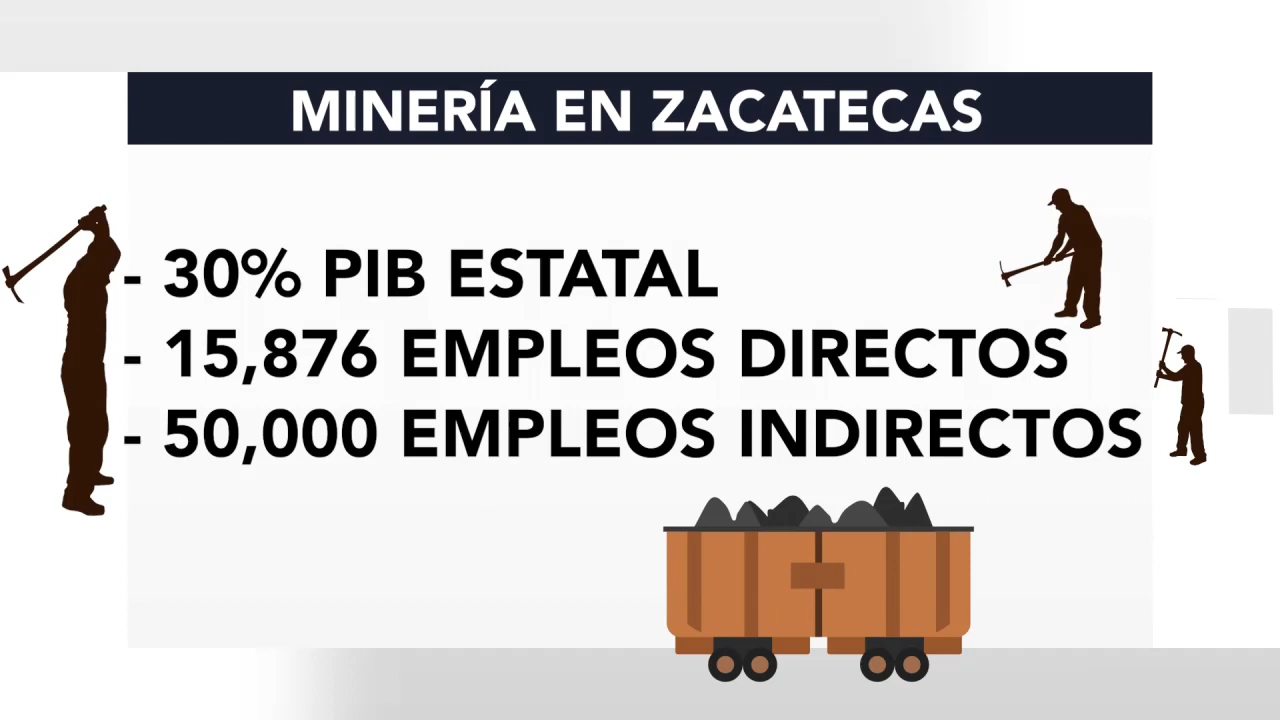 MINERÍA EN ZACATECAS
- 30% PIB ESTATAL
- 15,876 EMPLEOS DIRECTOS
- 50,000 EMPLEOS INDIRECTOS